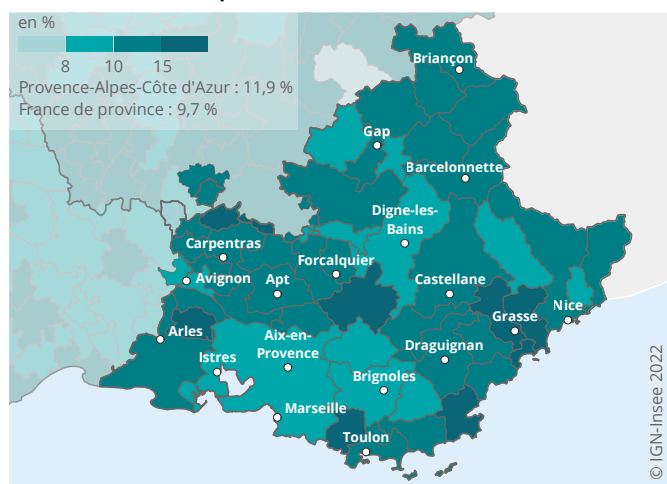 en %
8 10 15
Provence-Alpes-Côte d'Azur : 11,9 %
France de province : 9,7 %
Briançon
Gap
Barcelonnette
Digne-les-
Bains
Carpentras
Forcalquier
Avignon
Apt
Castellane
Nice
Grasse
Arles
Aix-en-
Provence
Istres
Draguignan
Brignoles
Marseille
Toulon
© IGN-Insee 2022